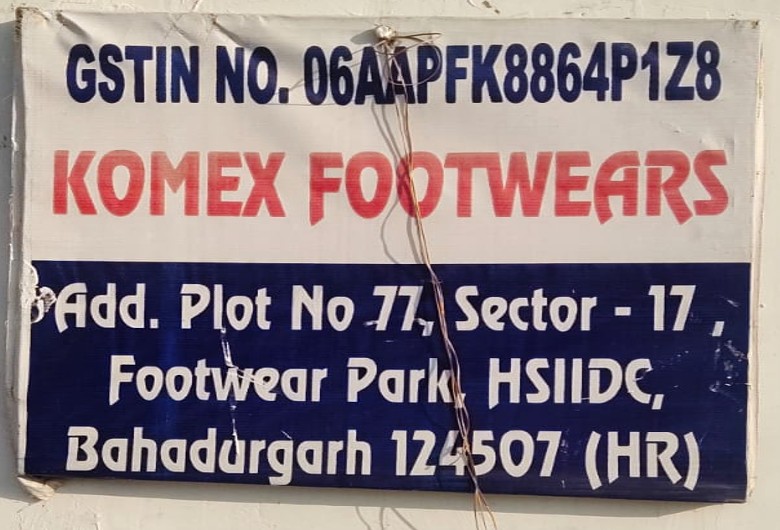 GSTIN NO. 06AAPFK8864P1Z8
KOMEX FOOTWEARS
Add. Plot No 77, Sector - 17 ,
Footwear Park, HSIIDC,
Bahadurgarh 124507 (HR)